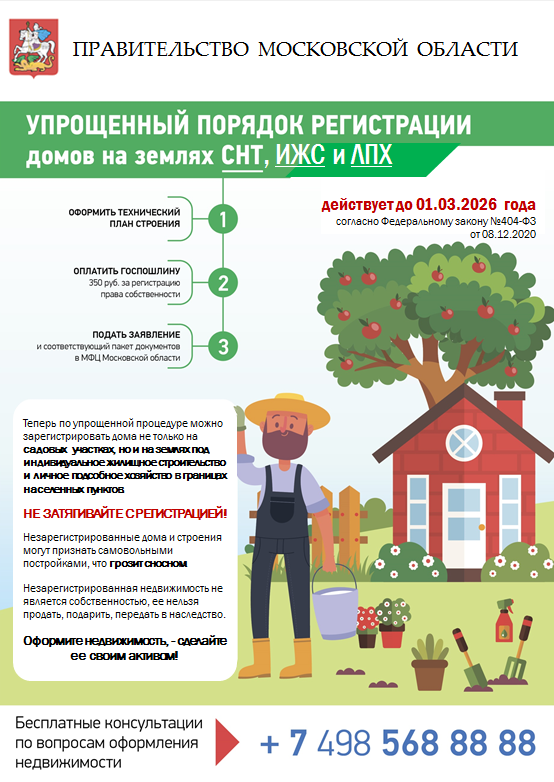 ПРАВИТЕЛЬСТВО МОСКОВСКОЙ ОБЛАСТИ
УПРОЩЕННЫЙ ПОРЯДОК РЕГИСТРАЦИИ
домов на землях СНТ, ИЖС и ЛПХ
действует до 01.03.2026 года
согласно Федеральному закону №404-ФЗ
от 08.12.2020
ОФОРМИТЬ ТЕХНИЧЕСКИЙ
ПЛАН СТРОЕНИЯ
1
ОПЛАТИТЬ ГОСПОШЛИНУ
350 руб. за регистрацию
права собственности
2
ПОДАТЬ ЗАЯВЛЕНИЕ
и соответствующий пакет документов
в МФЦ Московской области
3
Теперь по упрощенной процедуре можно
зарегистрировать дома не только на
садовых участках, но и на землях под
индивидуальное жилищное строительство
и личное подсобное хозяйство в границах
населенных пунктов
НЕ ЗАТЯГИВАЙТЕ С РЕГИСТРАЦИЕЙ!
Незарегистрированные дома и строения
могут признать самовольными
постройками, что грозит сносом.
Незарегистрированная недвижимость не
является собственностью, ее нельзя
продать, подарить, передать в наследство.
Оформите недвижимость, - сделайте
ее своим активом!
Бесплатные консультации
по вопросам оформления
недвижимости
+ 7 498 568 88 88